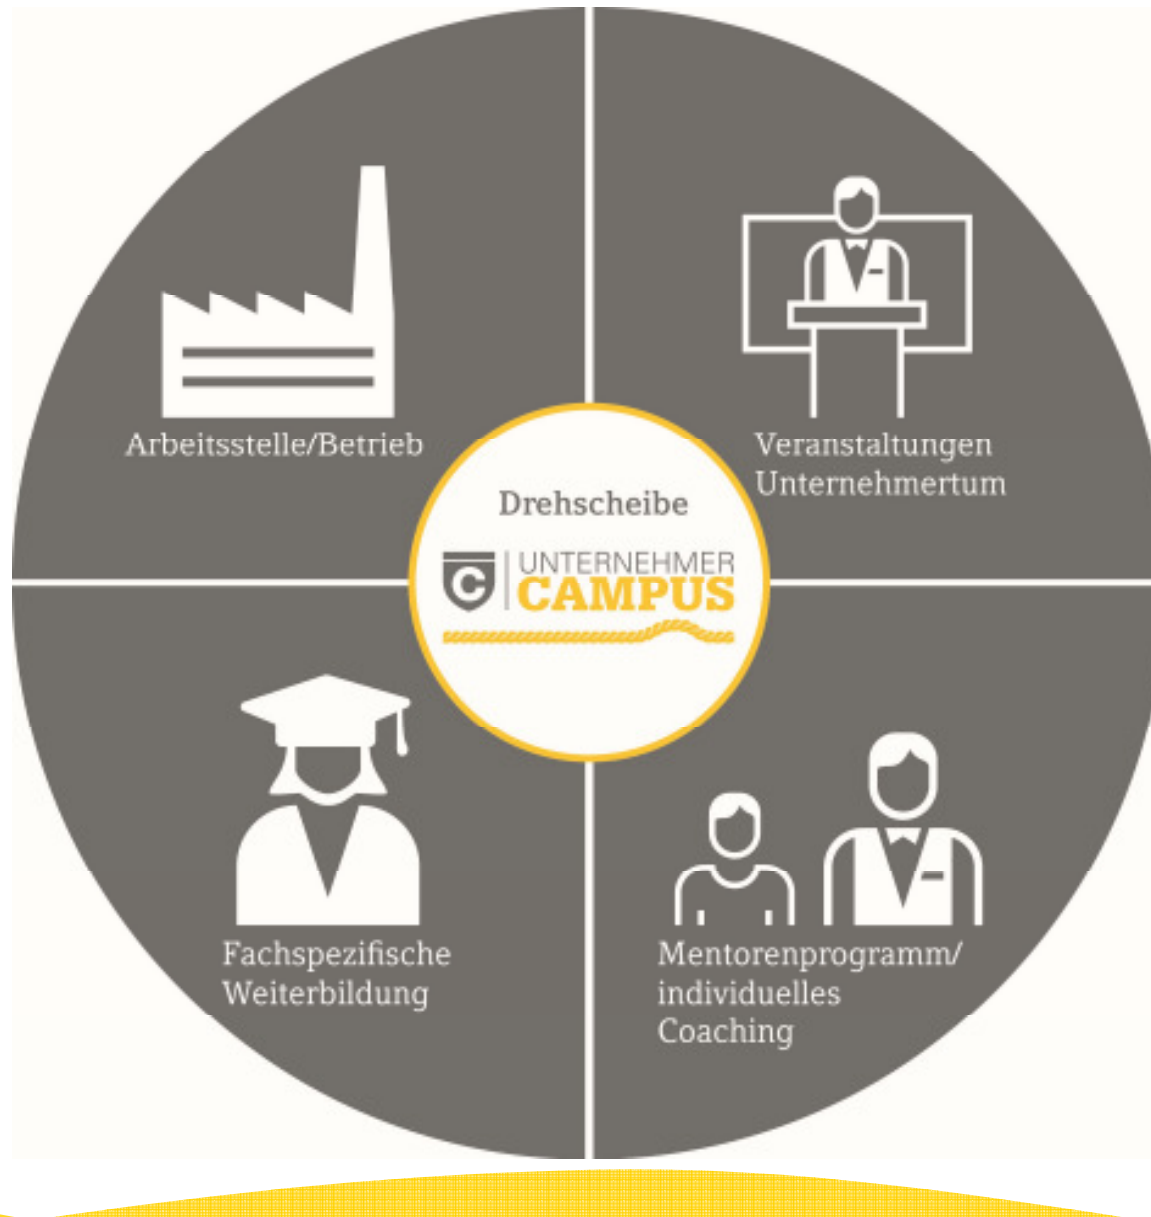 Arbeitsstelle/Betrieb
Veranstaltungen
Unternehmertum
Drehscheibe
C UNTERNEHMER
CAMPUS
Fachspezifische
Weiterbildung
Mentorenprogramm/
individuelles
Coaching